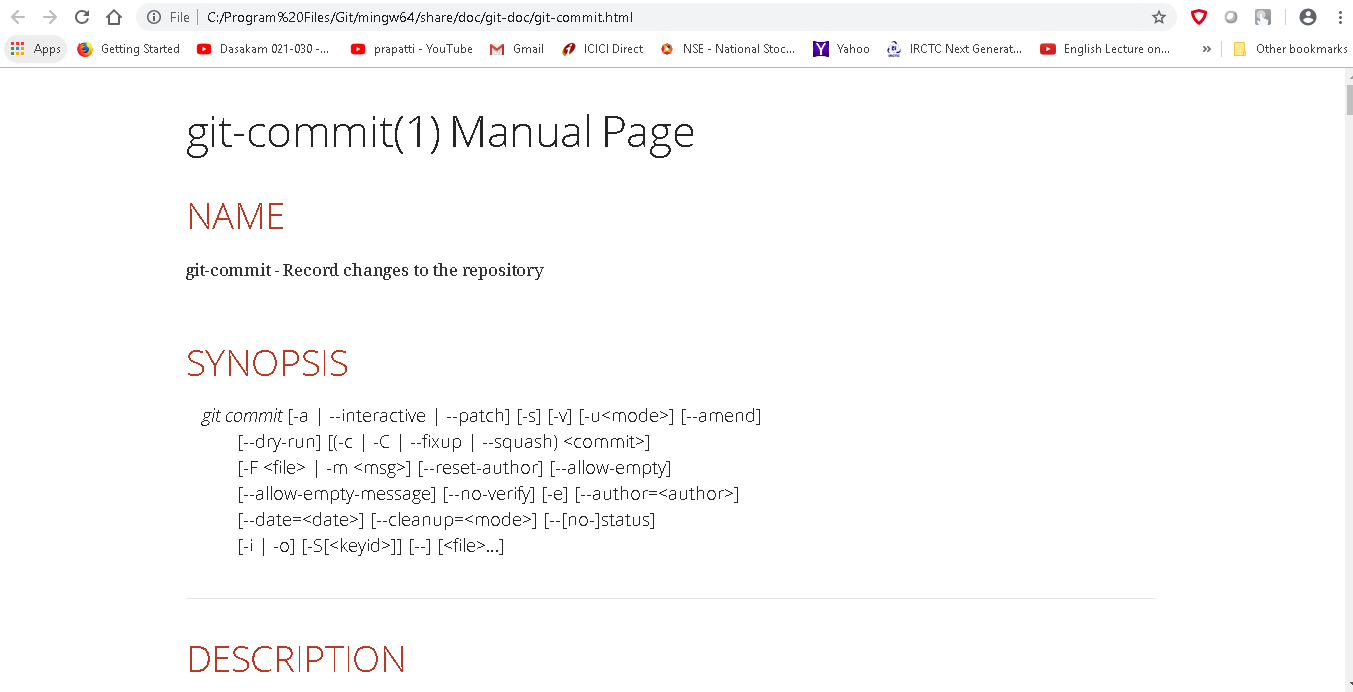 File | C:/Program%20Files/Git/mingw64/share/doc/git-doc/git-commit.html
Apps Getting Started Dasakam 021-030 -... prapatti - YouTube Gmail ICICI Direct NSE - National Stoc... Yahoo IRCTC Next Generat... English Lecture on... » Other bookmarks
git-commit(1) Manual Page
NAME
git-commit - Record changes to the repository
SYNOPSIS
git commit [-a | --interactive | --patch] [-s] [-v] [-u<mode>] [--amend]
[--dry-run] [(-c | -C | --fixup | --squash) <commit>]
[-F <file> | -m <msg>] [--reset-author] [--allow-empty]
[--allow-empty-message] [--no-verify] [-e] [--author=<author>]
[--date=<date>] [--cleanup=<mode>] [--[no-]status]
[-i | -o] [-S[<keyid>]] [--] [<file>...]
DESCRIPTION